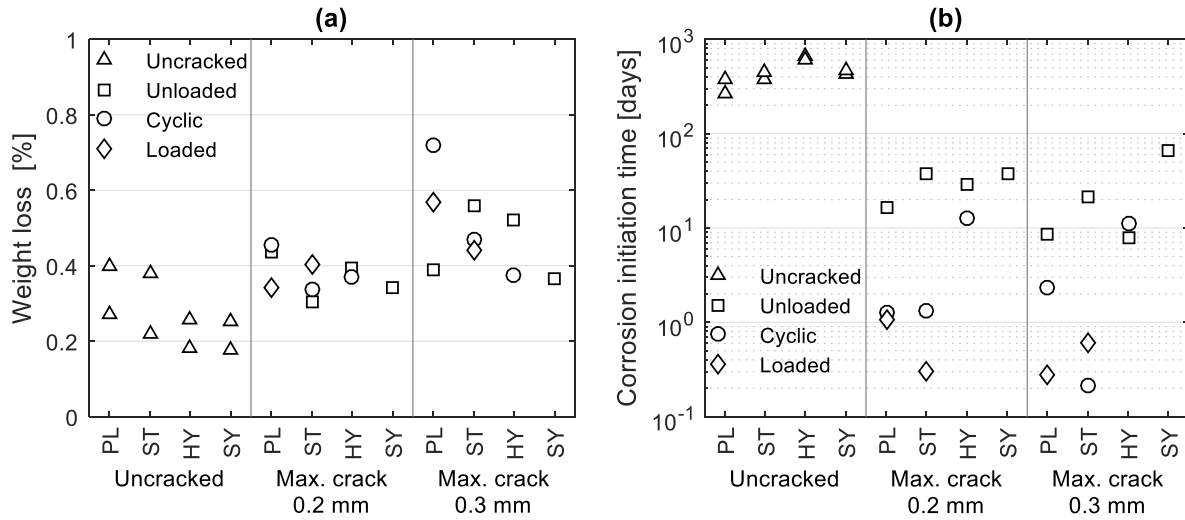 (a)
Weight loss [%]
1
0.8
0.6
0.4
0.2
0
Uncracked
Unloaded
Cyclic
Loaded
PL ST HY SY PL ST HY SY PL ST HY SY
Uncracked Max. crack Max. crack
0.2 mm 0.3 mm
(b)
Corrosion initiation time [days]
10³
10²
10¹
10⁰
10⁻¹
Uncracked
Unloaded
Cyclic
Loaded
PL ST HY SY PL ST HY SY PL ST HY SY
Uncracked Max. crack Max. crack
0.2 mm 0.3 mm